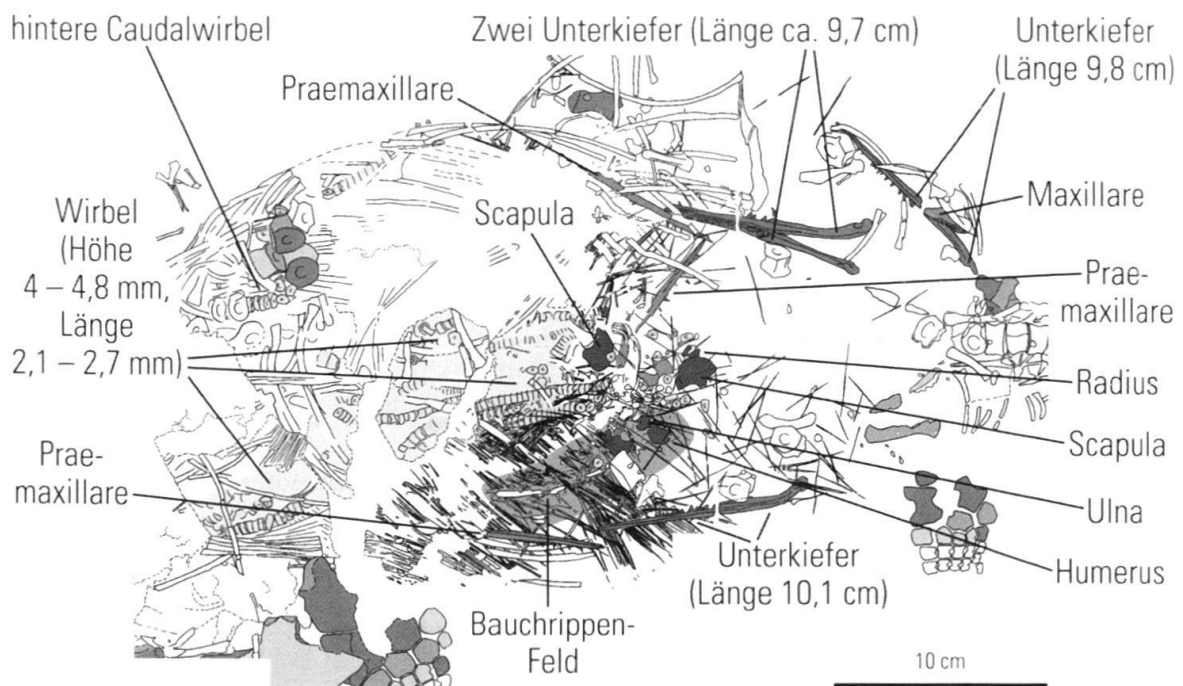 hintere Caudalwirbel
Zwei Unterkiefer (Länge ca. 9,7 cm)
Unterkiefer
(Länge 9,8 cm)
Praemaxillare
Maxillare
Scapula
Wirbel
(Höhe
4 – 4,8 mm,
Länge
2,1 – 2,7 mm)
Prae-
maxillare
Radius
Scapula
Prae-
maxillare
Ulna
Unterkiefer
(Länge 10,1 cm)
Humerus
Bauchrippen-
Feld
10 cm